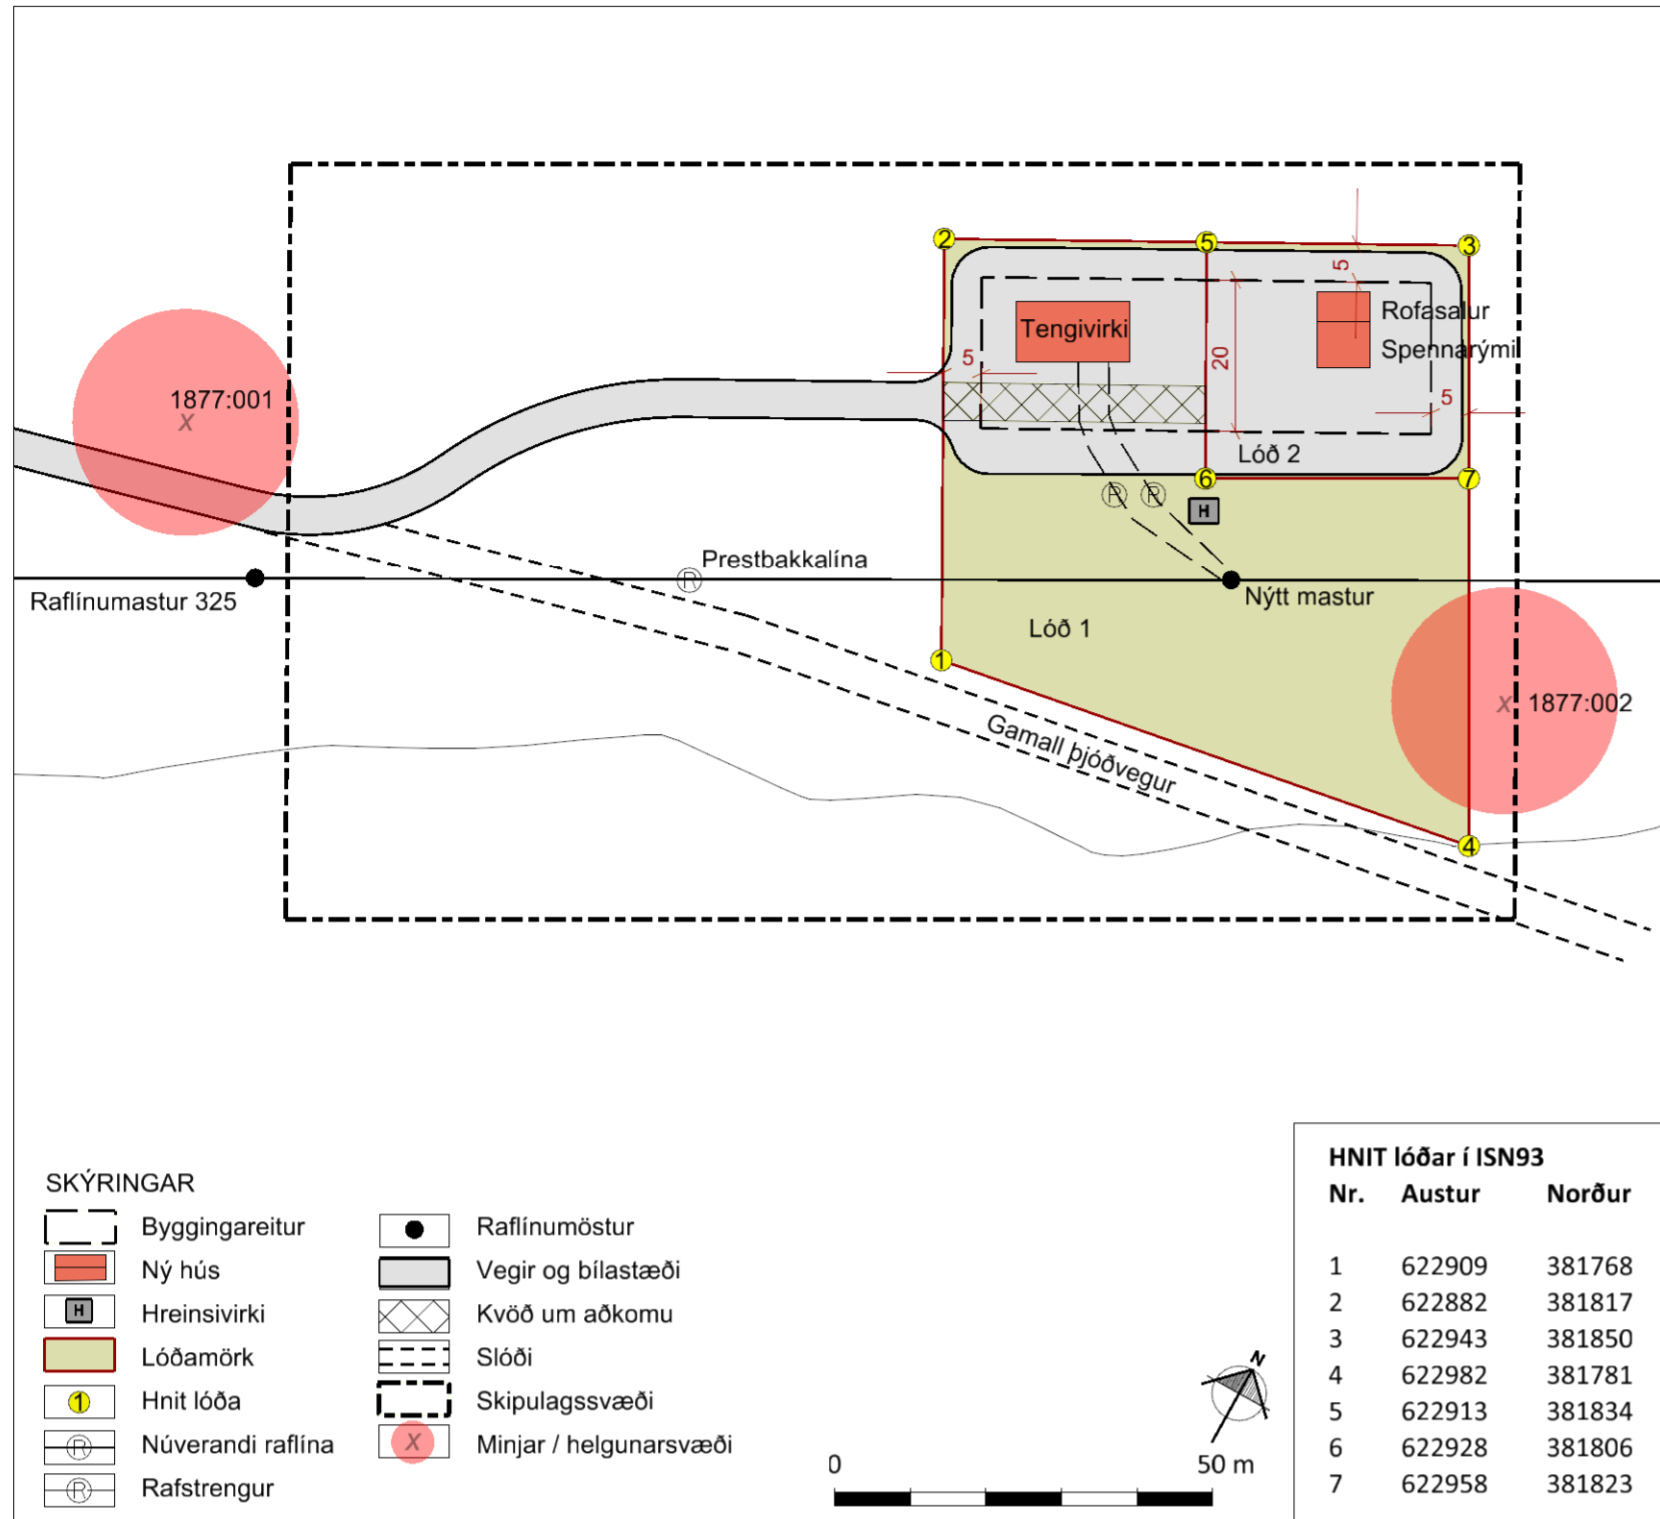 2
5
3
5
Rofasalur
Tengivirki
Spennarými
5
20
5
1877:001
x
Lóð 2
6
7
R
R
H
Prestbakkalína
R
Raflínumastur 325
Nýtt mastur
Lóð 1
1
x
1877:002
Gamall þjóðvegur
4
SKÝRINGAR
Byggingareitur
Ný hús
H
Hreinsivirki
Lóðamörk
1
Hnit lóða
R
Núverandi raflína
R
Rafstrengur
Raflínumöstur
Vegir og bílastæði
Kvöð um aðkomu
Slóði
Skipulagssvæði
X
Minjar / helgunarsvæði
N
0 50 m
HNIT lóðar í ISN93
Nr. Austur Norður
1 622909 381768
2 622882 381817
3 622943 381850
4 622982 381781
5 622913 381834
6 622928 381806
7 622958 381823